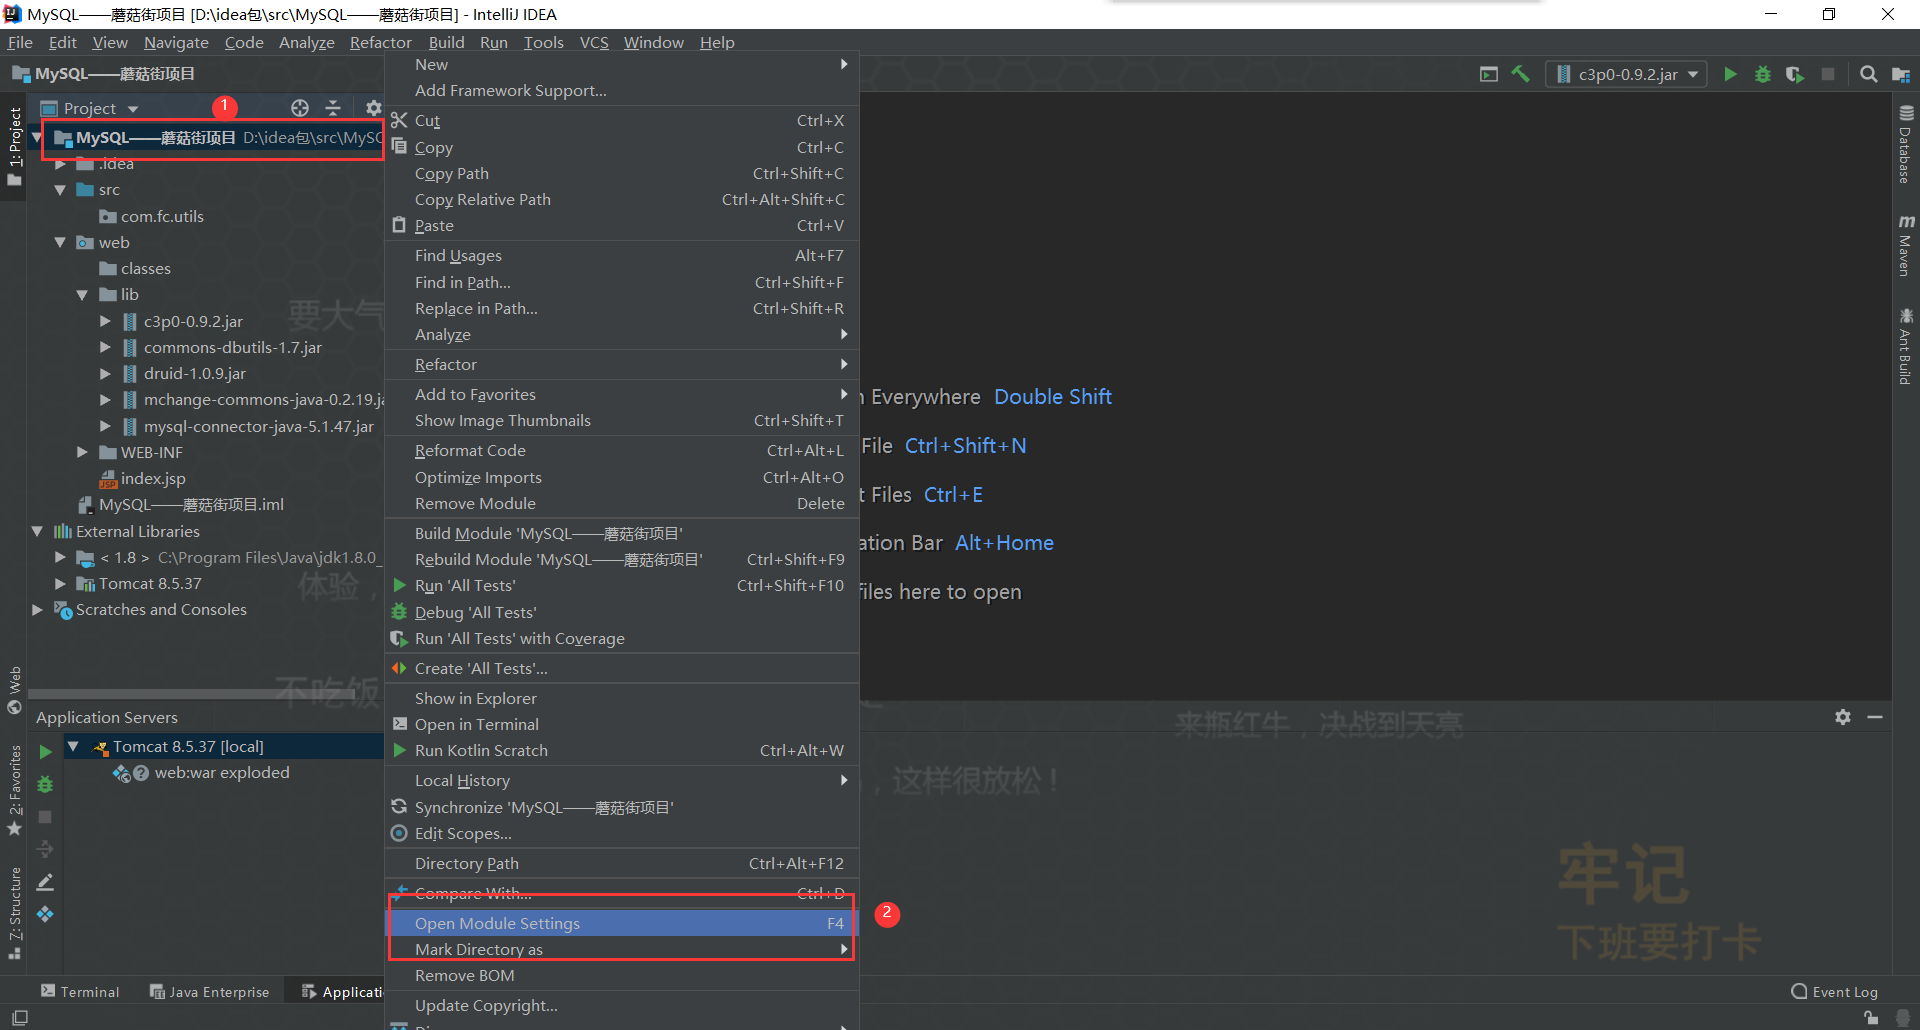 MySQL——蘑菇街项目 [D:\idea包\src\MySQL——蘑菇街项目] - IntelliJ IDEA
File Edit View Navigate Code Analyze Refactor Build Run Tools VCS Window Help
MySQL——蘑菇街项目
c3p0-0.9.2.jar
1: Project
Project
1
MySQL——蘑菇街项目 D:\idea包\src\MySC
.idea
src
com.fc.utils
web
classes
lib
c3p0-0.9.2.jar
commons-dbutils-1.7.jar
druid-1.0.9.jar
mchange-commons-java-0.2.19.ja
mysql-connector-java-5.1.47.jar
WEB-INF
index.jsp
MySQL——蘑菇街项目.iml
External Libraries
< 1.8 > C:\Program Files\Java\jdk1.8.0_
Tomcat 8.5.37
Scratches and Consoles
要大气
体验，
不吃饭
New
Add Framework Support...
Cut Ctrl+X
Copy Ctrl+C
Copy Path Ctrl+Shift+C
Copy Relative Path Ctrl+Alt+Shift+C
Paste Ctrl+V
Find Usages Alt+F7
Find in Path... Ctrl+Shift+F
Replace in Path... Ctrl+Shift+R
Analyze
Refactor
Add to Favorites
Show Image Thumbnails Ctrl+Shift+T
Reformat Code Ctrl+Alt+L
Optimize Imports Ctrl+Alt+O
Remove Module Delete
Build Module 'MySQL——蘑菇街项目'
Rebuild Module 'MySQL——蘑菇街项目' Ctrl+Shift+F9
Run 'All Tests' Ctrl+Shift+F10
Debug 'All Tests'
Run 'All Tests' with Coverage
Create 'All Tests'...
Show in Explorer
Open in Terminal
Run Kotlin Scratch Ctrl+Alt+W
Local History
Synchronize 'MySQL——蘑菇街项目'
Edit Scopes...
Directory Path Ctrl+Alt+F12
Compare With... Ctrl+D
Open Module Settings F4
Mark Directory as
Remove BOM
Update Copyright...
2
h Everywhere Double Shift
File Ctrl+Shift+N
t Files Ctrl+E
ation Bar Alt+Home
files here to open
Database
Maven
Ant Build
Web
2: Favorites
7: Structure
Application Servers
Tomcat 8.5.37 [local]
web:war exploded
来瓶红牛，决战到天亮
，这样很放松！
牢记
下班要打卡
Terminal
Java Enterprise
Applicati
Event Log